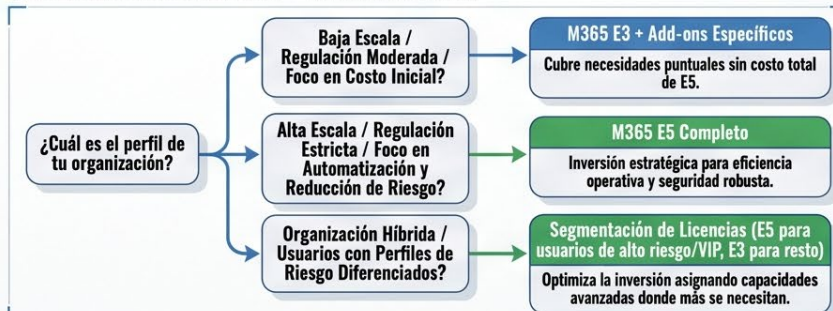 ¿Cuál es el perfil de
tu organización?
Baja Escala /
Regulación Moderada /
Foco en Costo Inicial?
M365 E3 + Add-ons Específicos
Cubre necesidades puntuales sin costo total
de E5.
Alta Escala / Regulación
Estricta / Foco en
Automatización y
Reducción de Riesgo?
M365 E5 Completo
Inversión estratégica para eficiencia
operativa y seguridad robusta.
Organización Híbrida /
Usuarios con Perfiles de
Riesgo Diferenciados?
Segmentación de Licencias (E5 para
usuarios de alto riesgo/VIP, E3 para resto)
Optimiza la inversión asignando capacidades
avanzadas donde más se necesitan.